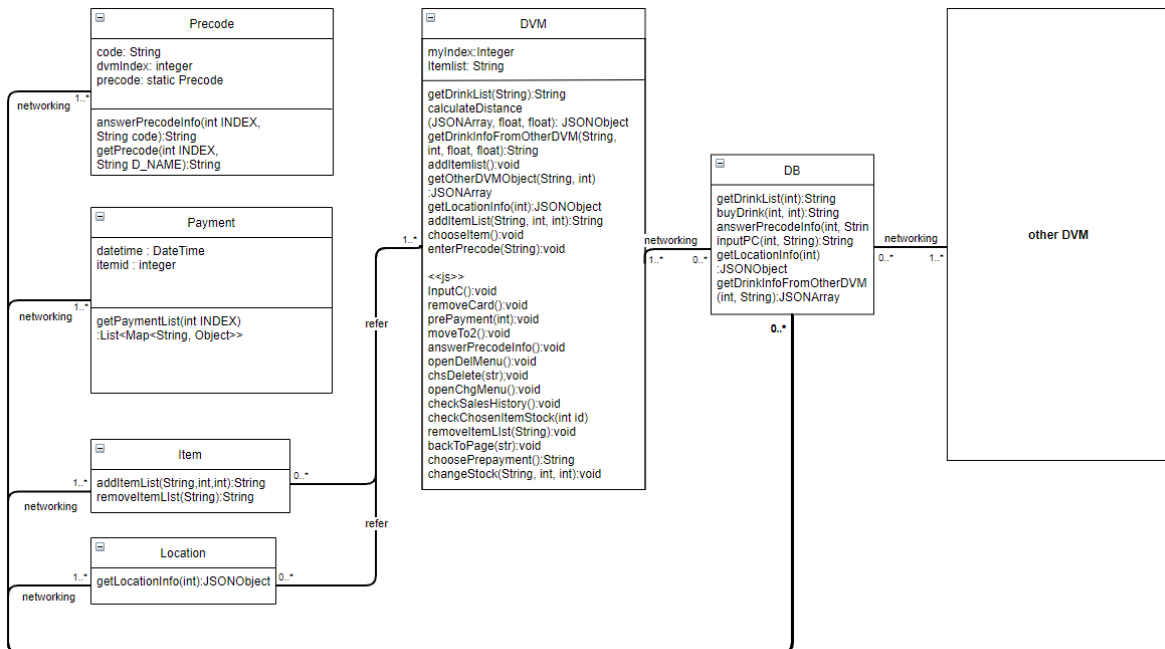 Precode
code: String
dvmIndex: integer
precode: static Precode
answerPrecodeInfo(int INDEX,
String code):String
getPrecode(int INDEX,
String D_NAME):String
networking
1..*
Payment
datetime : DateTime
itemid : integer
getPaymentList(int INDEX)
:List<Map<String, Object>>
networking
1..*
Item
addItemList(String,int,int):String
removeItemLIst(String):String
networking
1..*
0..*
Location
getLocationInfo(int):JSONObject
networking
1..*
0..*
refer
refer
1..*
DVM
myIndex:Integer
Itemlist: String
getDrinkList(String):String
calculateDistance
(JSONArray, float, float): JSONObject
getDrinkInfoFromOtherDVM(String,
int, float, float):String
addItemlist():void
getOtherDVMObject(String, int)
:JSONArray
getLocationInfo(int):JSONObject
addItemList(String, int, int):String
chooseItem():void
enterPrecode(String):void
<<js>>
InputC():void
removeCard():void
prePayment(int):void
moveTo2():void
answerPrecodeInfo():void
openDelMenu():void
chsDelete(str);void
openChgMenu():void
checkSalesHistory():void
checkChosenItemStock(int id)
removeItemLIst(String):void
backToPage(str):void
choosePrepayment():String
changeStock(String, int, int):void
networking
1..*
0..*
DB
getDrinkList(int):String
buyDrink(int, int):String
answerPrecodeInfo(int, Strin
inputPC(int, String):String
getLocationInfo(int)
:JSONObject
getDrinkInfoFromOtherDVM
(int, String):JSONArray
0..*
networking
0..*
1..*
other DVM